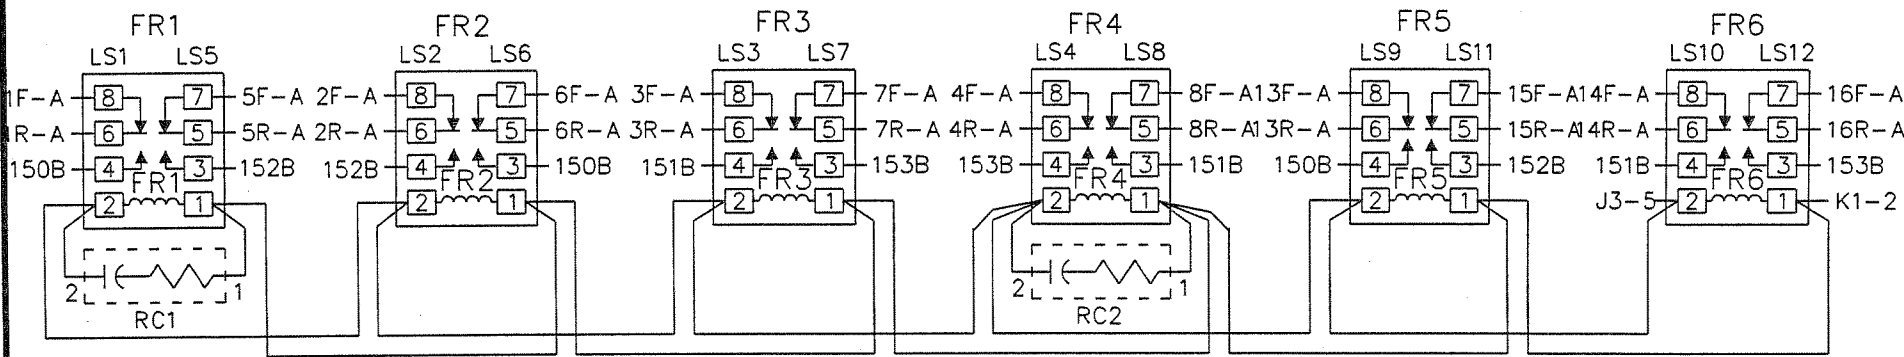 FR1 FR2 FR3 FR4 FR5 FR6
LS1 LS5 LS2 LS6 LS3 LS7 LS4 LS8 LS9 LS11 LS10 LS12
1F-A 8 7 5F-A 2F-A 8 7 6F-A 3F-A 8 7 7F-A 4F-A 8 7 8F-A 13F-A 8 7 15F-A 14F-A 8 7 16F-A
1R-A 6 5 5R-A 2R-A 6 5 6R-A 3R-A 6 5 7R-A 4R-A 6 5 8R-A 13R-A 6 5 15R-A 14R-A 6 5 16R-A
150B 4 3 152B 152B 4 3 150B 151B 4 3 153B 153B 4 3 151B 150B 4 3 152B 151B 4 3 153B
FR1 FR2 FR3 FR4 FR5 FR6
2 1 2 1 2 1 2 1 2 1 J3-5 2 1 K1-2
2 1 2 1
RC1 RC2